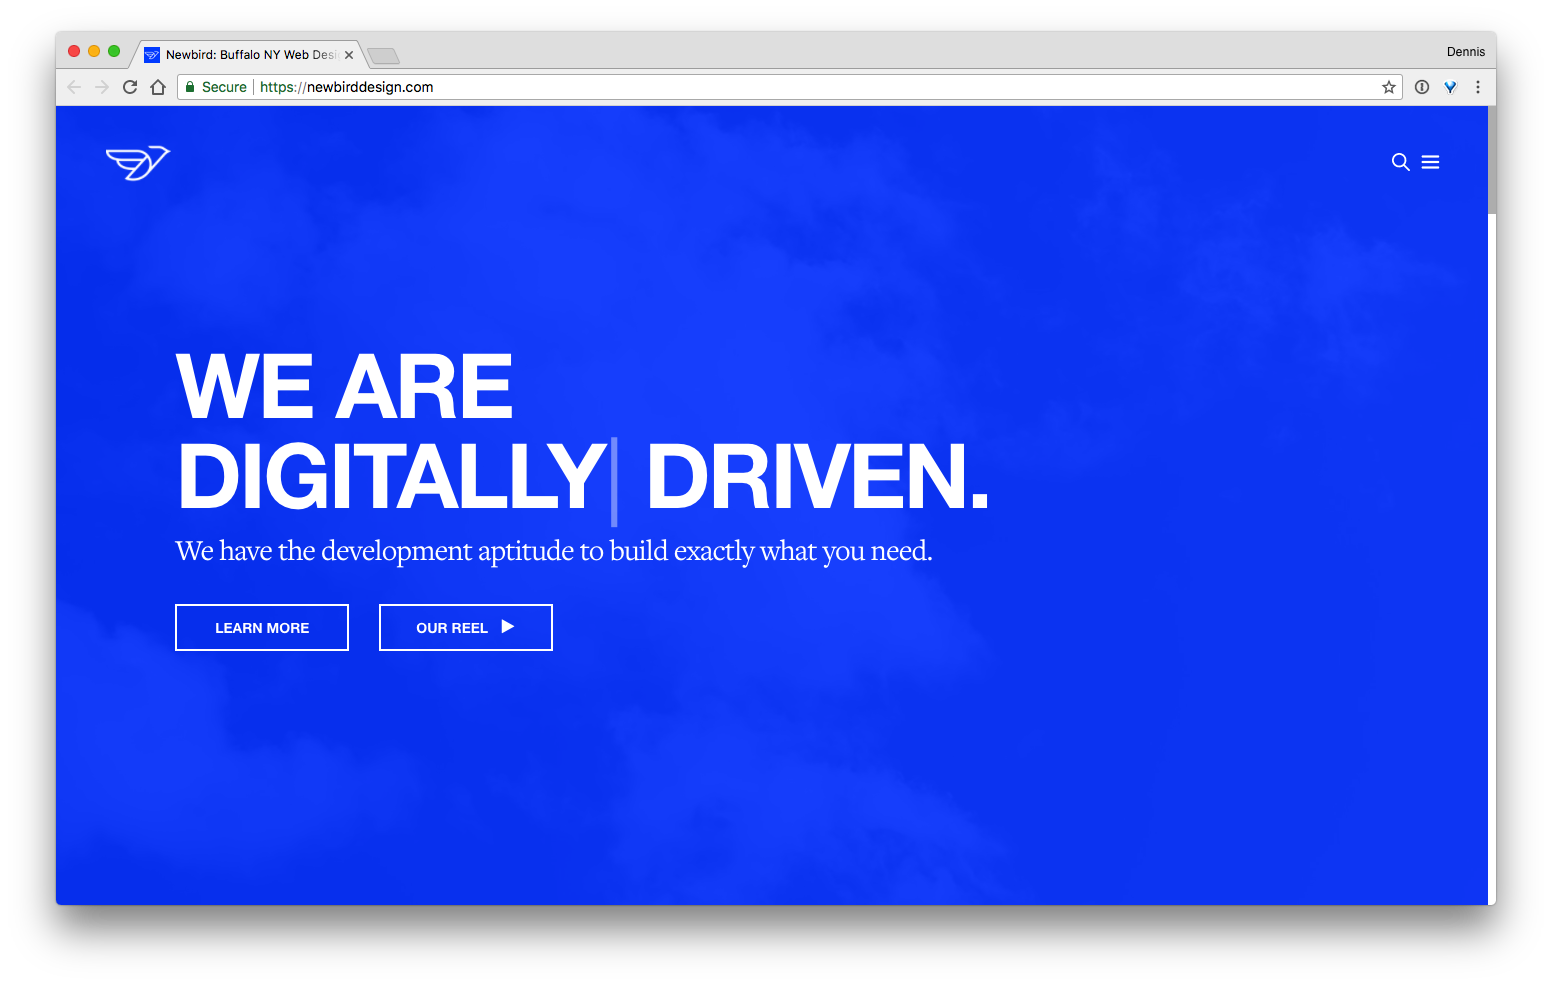 Newbird: Buffalo NY Web Desi
Dennis
Secure
https://newbirddesign.com
WE ARE
DIGITALLY DRIVEN.
We have the development aptitude to build exactly what you need.
LEARN MORE
OUR REEL